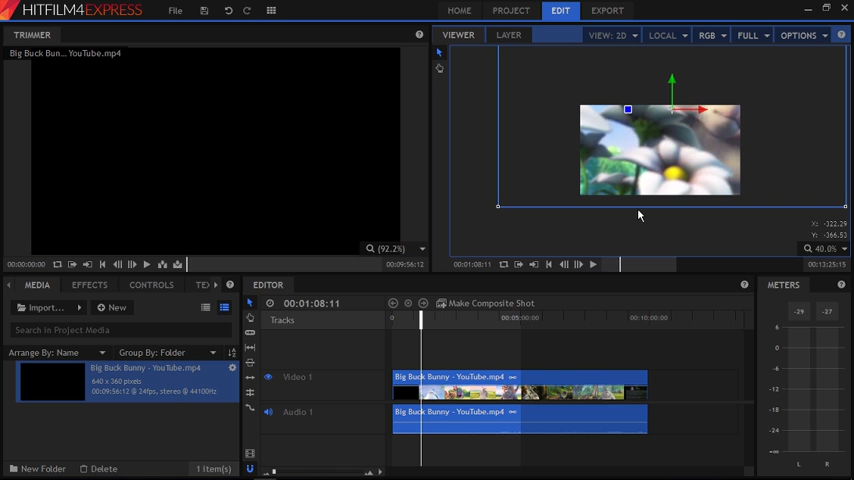 HITFILM4EXPRESS File HOME PROJECT EDIT EXPORT
TRIMMER
VIEWER LAYER VIEW: 2D LOCAL RGB FULL OPTIONS
Big Buck Bun... YouTube.mp4
X: -322.29
Y: -366.53
(92.2%)
40.0%
00:00:00:00 00:09:56:12
00:01:08:11 00:13:25:15
MEDIA EFFECTS CONTROLS TE
EDITOR
METERS
Import... New
00:01:08:11 Make Composite Shot
-29 -27
Search in Project Media
Tracks 0 00:05:00:00 00:10:00:00
Arrange By: Name Group By: Folder
Big Buck Bunny - YouTube.mp4
640 x 360 pixels
00:09:56:12 @ 24fps, stereo @ 44100Hz
Video 1 Big Buck Bunny - YouTube.mp4
Audio 1 Big Buck Bunny - YouTube.mp4
6
0
-6
-12
-18
-24
-∞
L R
New Folder Delete 1 item(s)